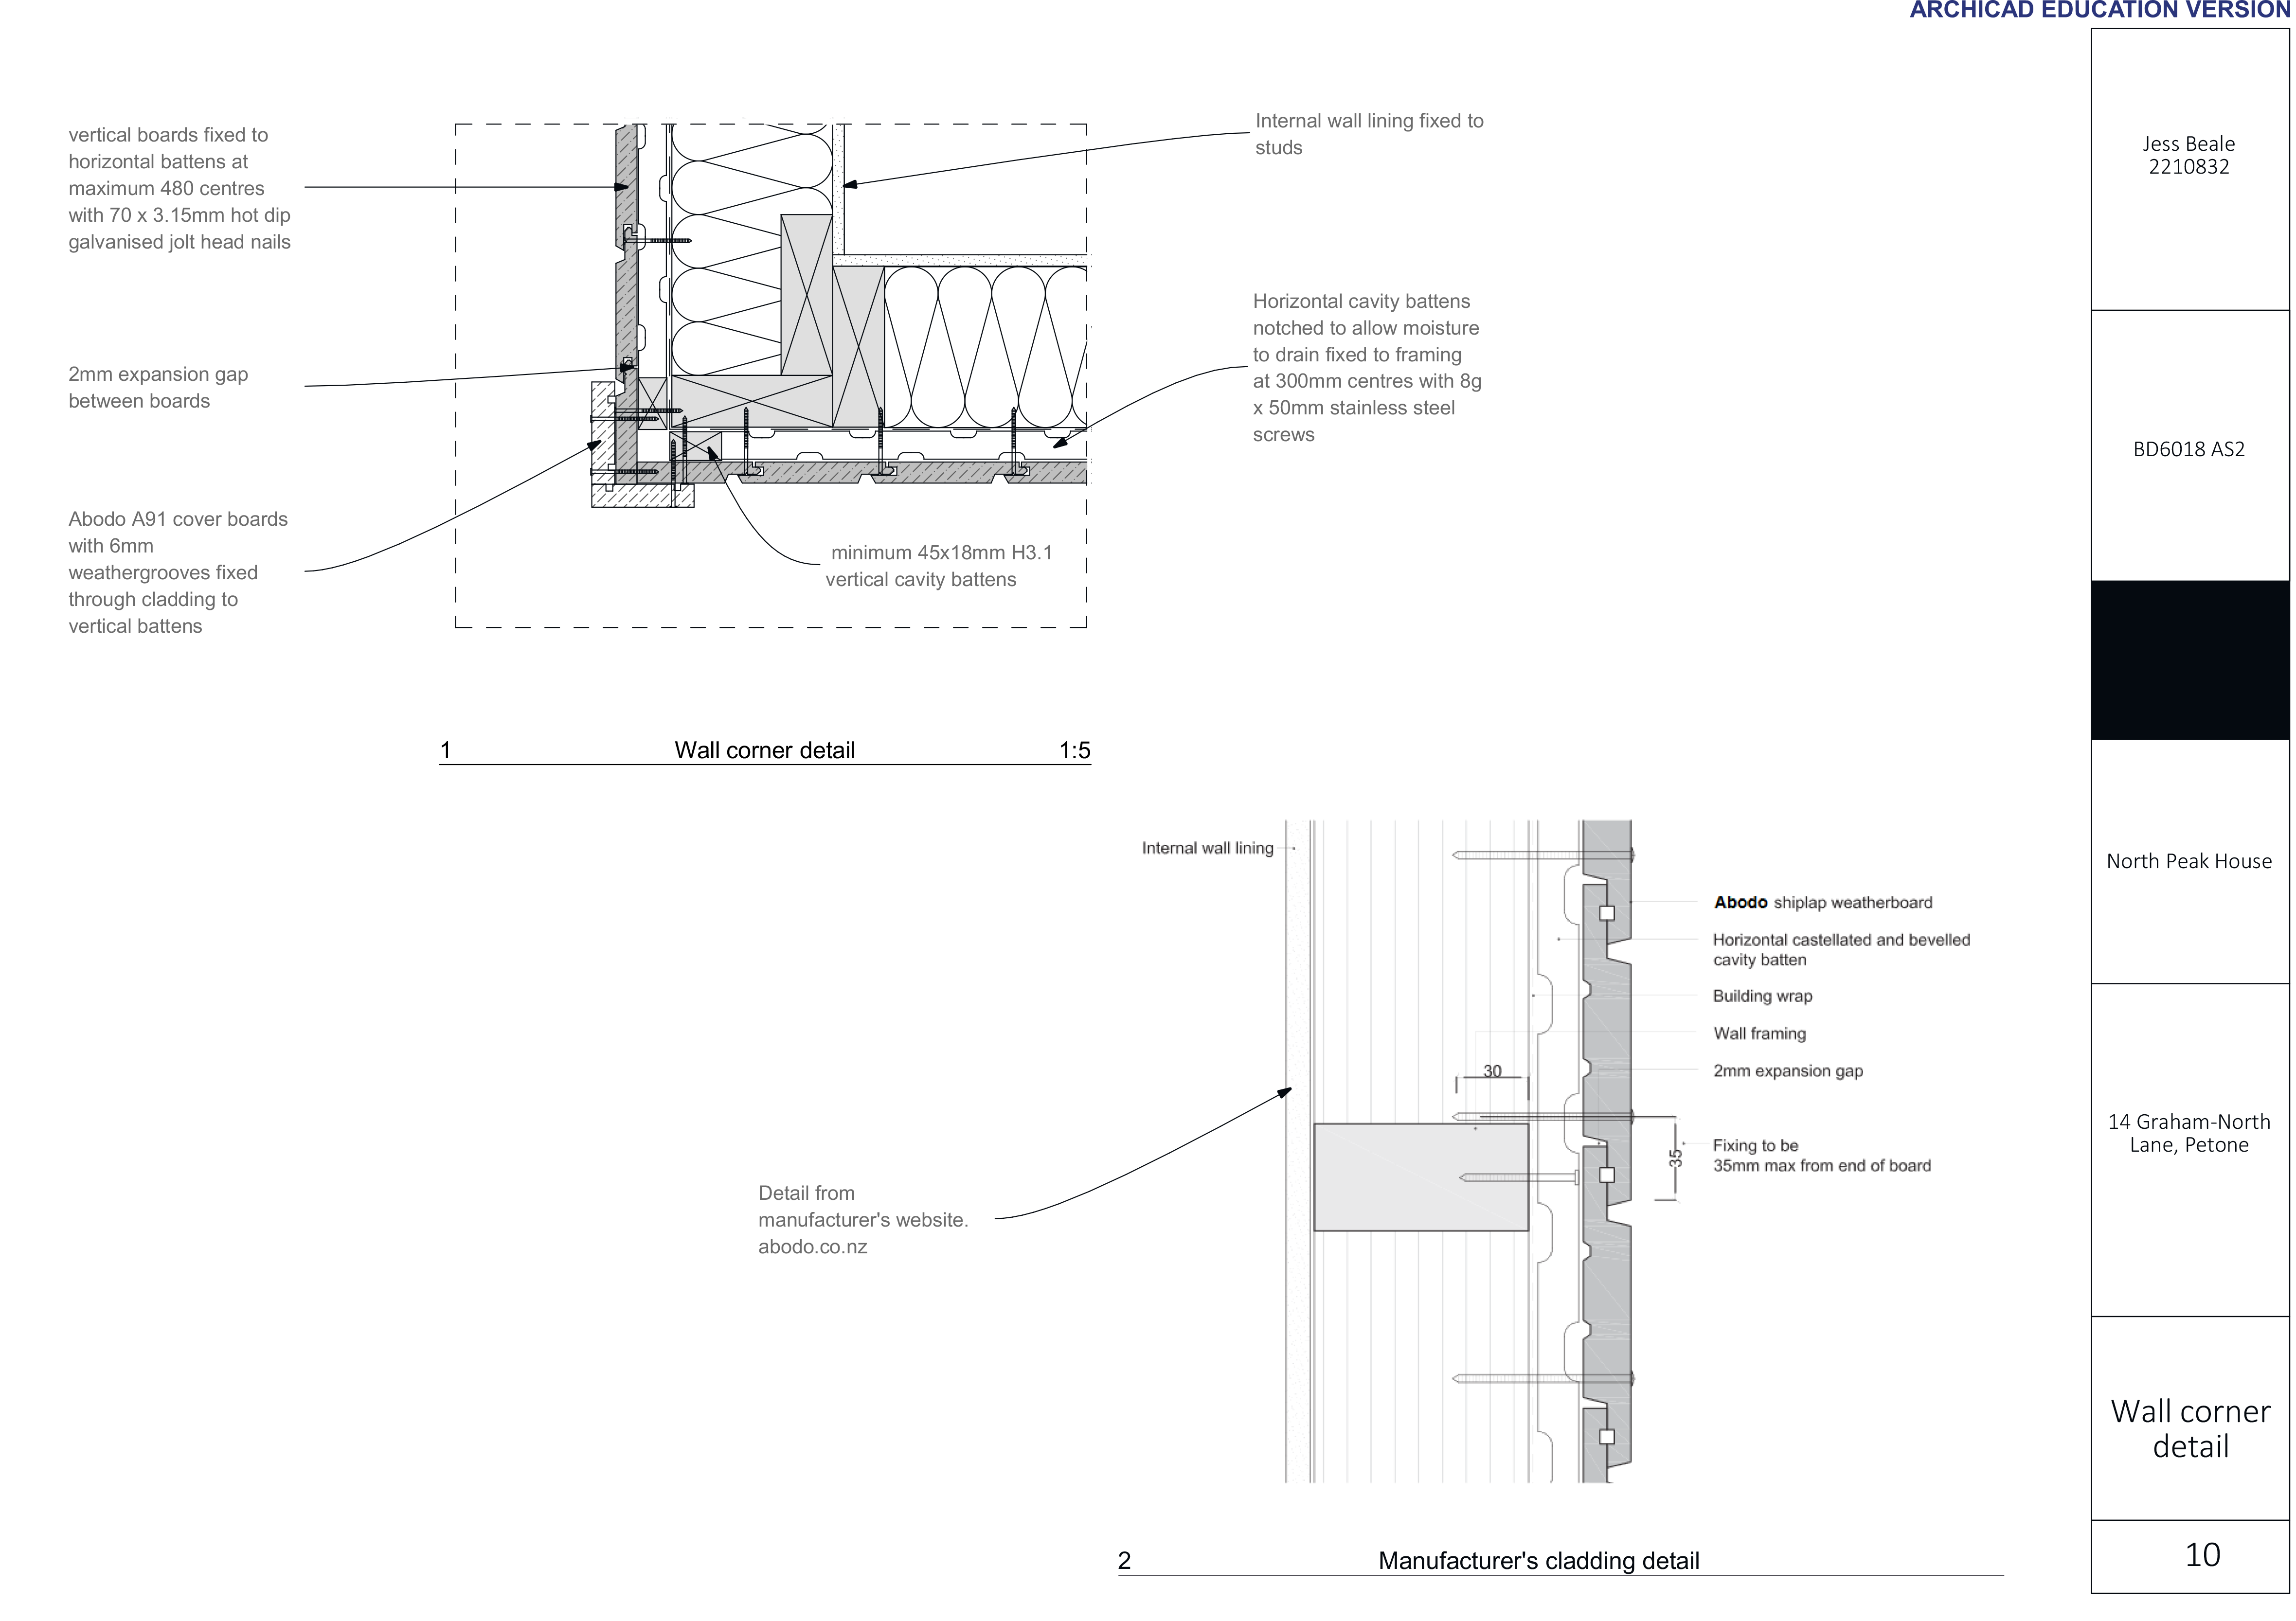 ARCHICAD EDUCATION VERSION
vertical boards fixed to
horizontal battens at
maximum 480 centres
with 70 x 3.15mm hot dip
galvanised jolt head nails
2mm expansion gap
between boards
Abodo A91 cover boards
with 6mm
weathergrooves fixed
through cladding to
vertical battens
Internal wall lining fixed to
studs
Horizontal cavity battens
notched to allow moisture
to drain fixed to framing
at 300mm centres with 8g
x 50mm stainless steel
screws
minimum 45x18mm H3.1
vertical cavity battens
1 Wall corner detail 1:5
Internal wall lining
Abodo shiplap weatherboard
Horizontal castellated and bevelled
cavity batten
Building wrap
Wall framing
2mm expansion gap
30
35
Fixing to be
35mm max from end of board
Detail from
manufacturer's website.
abodo.co.nz
2 Manufacturer's cladding detail
Jess Beale
2210832
BD6018 AS2
North Peak House
14 Graham-North
Lane, Petone
Wall corner
detail
10